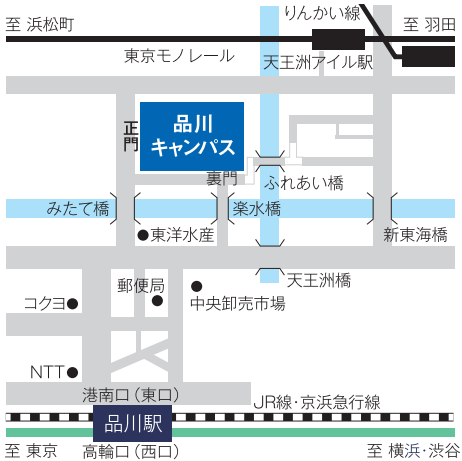 りんかい線
至 浜松町
至 羽田
東京モノレール
天王洲アイル駅
品川
キャンパス
正門
裏門
ふれあい橋
みたて橋
楽水橋
新東海橋
東洋水産
天王洲橋
郵便局
コクヨ
中央卸売市場
NTT
港南口（東口）
JR線・京浜急行線
品川駅
至 東京
高輪口（西口）
至 横浜・渋谷